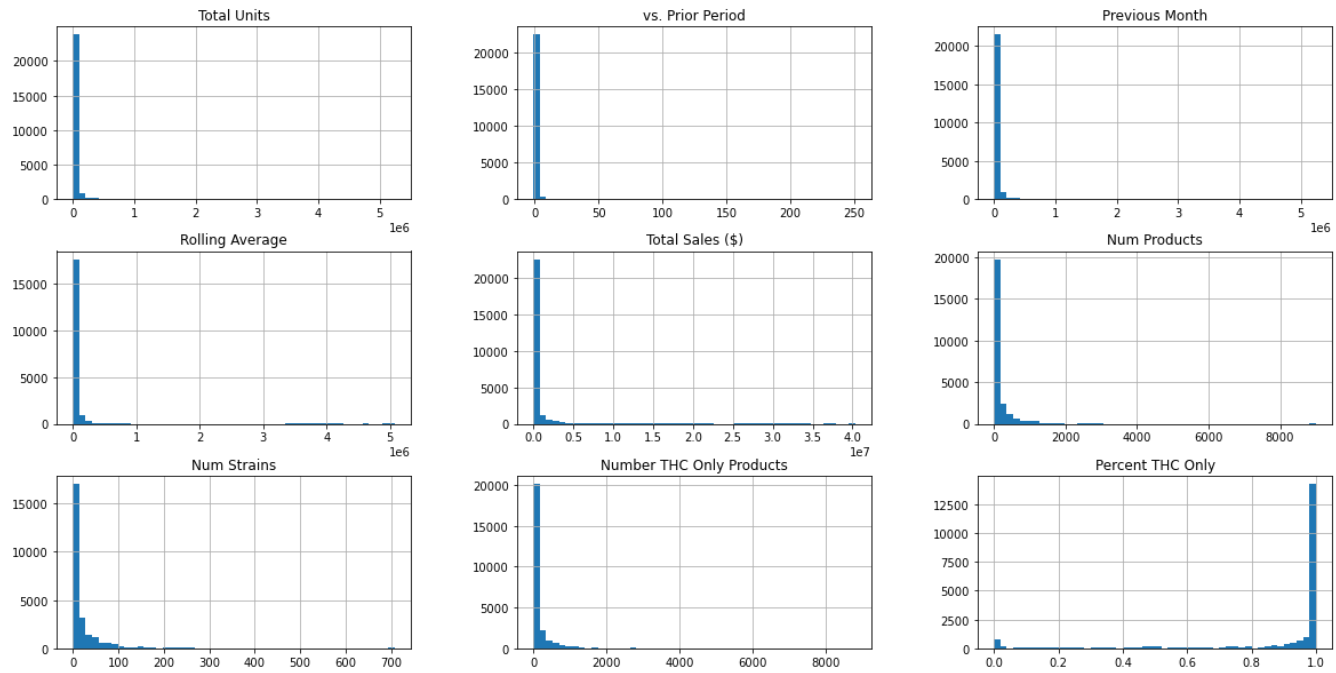 Total Units
20000
15000
10000
5000
0
0 1 2 3 4 5
1e6
vs. Prior Period
20000
15000
10000
5000
0
0 50 100 150 200 250
Previous Month
20000
15000
10000
5000
0
0 1 2 3 4 5
1e6
Rolling Average
15000
10000
5000
0
0 1 2 3 4 5
1e6
Total Sales ($)
20000
15000
10000
5000
0
0.0 0.5 1.0 1.5 2.0 2.5 3.0 3.5 4.0
1e7
Num Products
20000
15000
10000
5000
0
0 2000 4000 6000 8000
Num Strains
15000
10000
5000
0
0 100 200 300 400 500 600 700
Number THC Only Products
20000
15000
10000
5000
0
0 2000 4000 6000 8000
Percent THC Only
12500
10000
7500
5000
2500
0
0.0 0.2 0.4 0.6 0.8 1.0